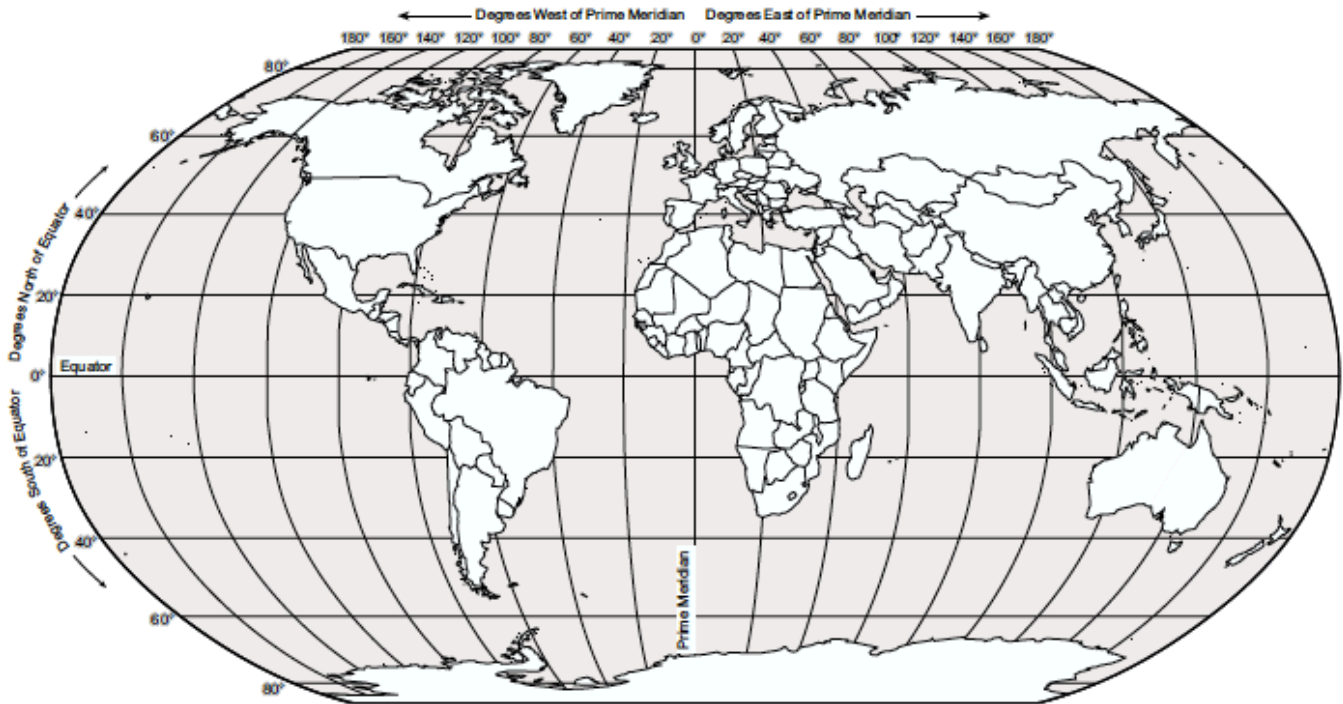 Degrees West of Prime Meridian Degrees East of Prime Meridian
180° 160° 140° 120° 100° 80° 60° 40° 20° 0° 20° 40° 60° 80° 100° 120° 140° 160° 180°
80°
60°
40°
Degrees North of Equator
20°
Equator
0°
Degrees South of Equator
20°
40°
Prime Meridian
60°
80°